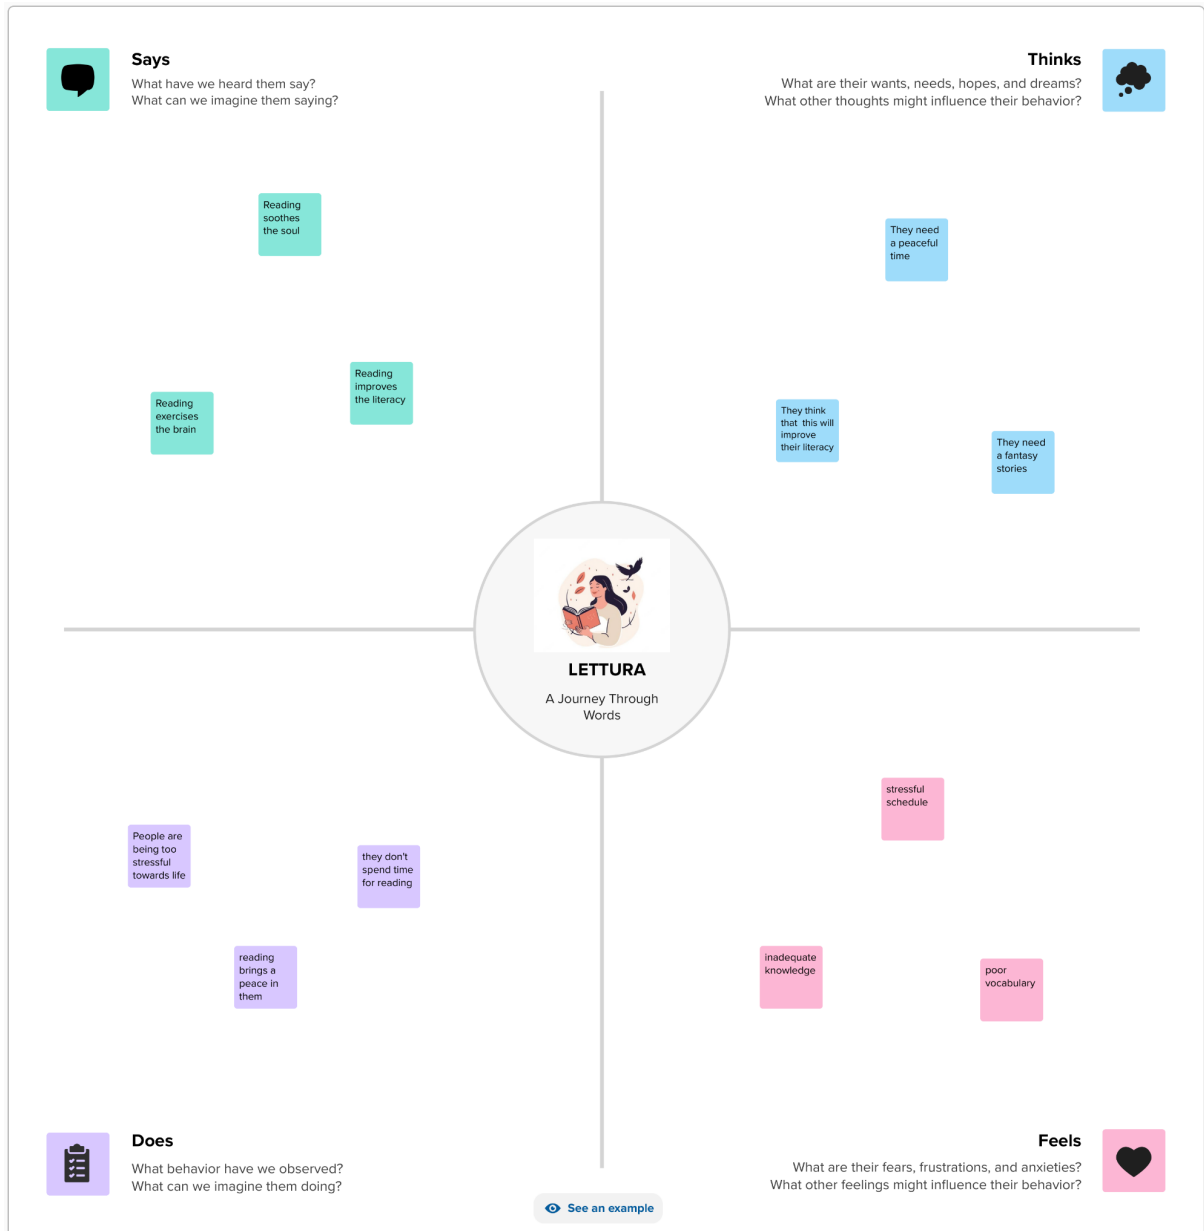 Says
What have we heard them say?
What can we imagine them saying?
Thinks
What are their wants, needs, hopes, and dreams?
What other thoughts might influence their behavior?
Reading
soothes
the soul
Reading
improves
the literacy
Reading
exercises
the brain
They need
a peaceful
time
They think
that  this will
improve
their literacy
They need
a fantasy
stories
LETTURA
A Journey Through
Words
People are
being too
stressful
towards life
they don't
spend time
for reading
reading
brings a
peace in
them
stressful
schedule
inadequate
knowledge
poor
vocabulary
Does
What behavior have we observed?
What can we imagine them doing?
Feels
What are their fears, frustrations, and anxieties?
What other feelings might influence their behavior?
See an example